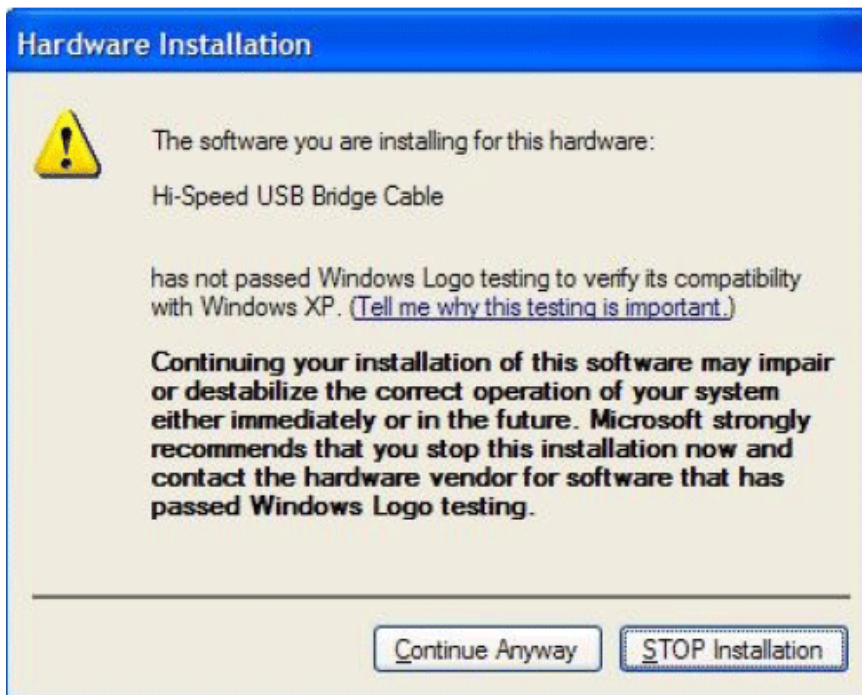 Hardware Installation
The software you are installing for this hardware:
Hi-Speed USB Bridge Cable
has not passed Windows Logo testing to verify its compatibility
with Windows XP. (Tell me why this testing is important.)
Continuing your installation of this software may impair
or destabilize the correct operation of your system
either immediately or in the future. Microsoft strongly
recommends that you stop this installation now and
contact the hardware vendor for software that has
passed Windows Logo testing.
Continue Anyway
STOP Installation